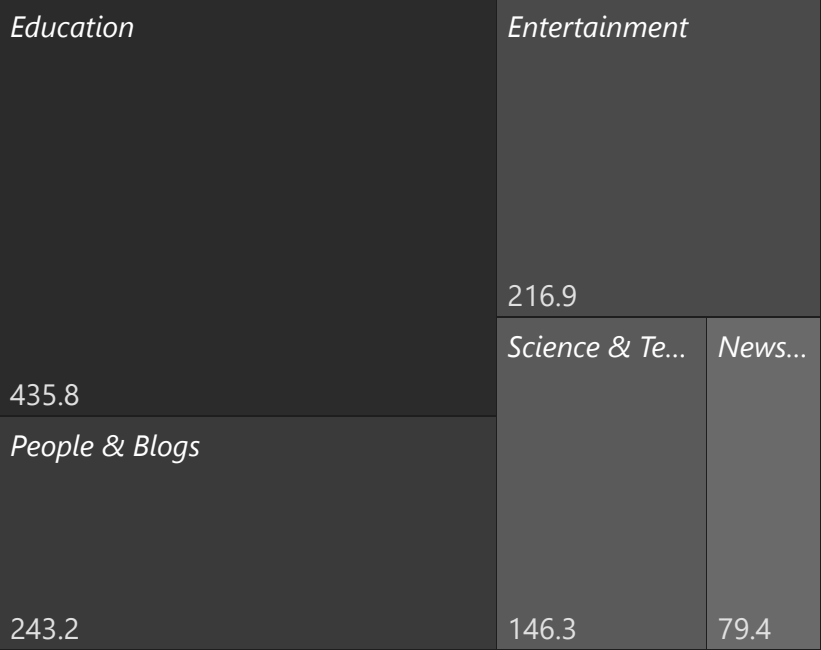 Education
435.8
People & Blogs
243.2
Entertainment
216.9
Science & Te...
146.3
News...
79.4